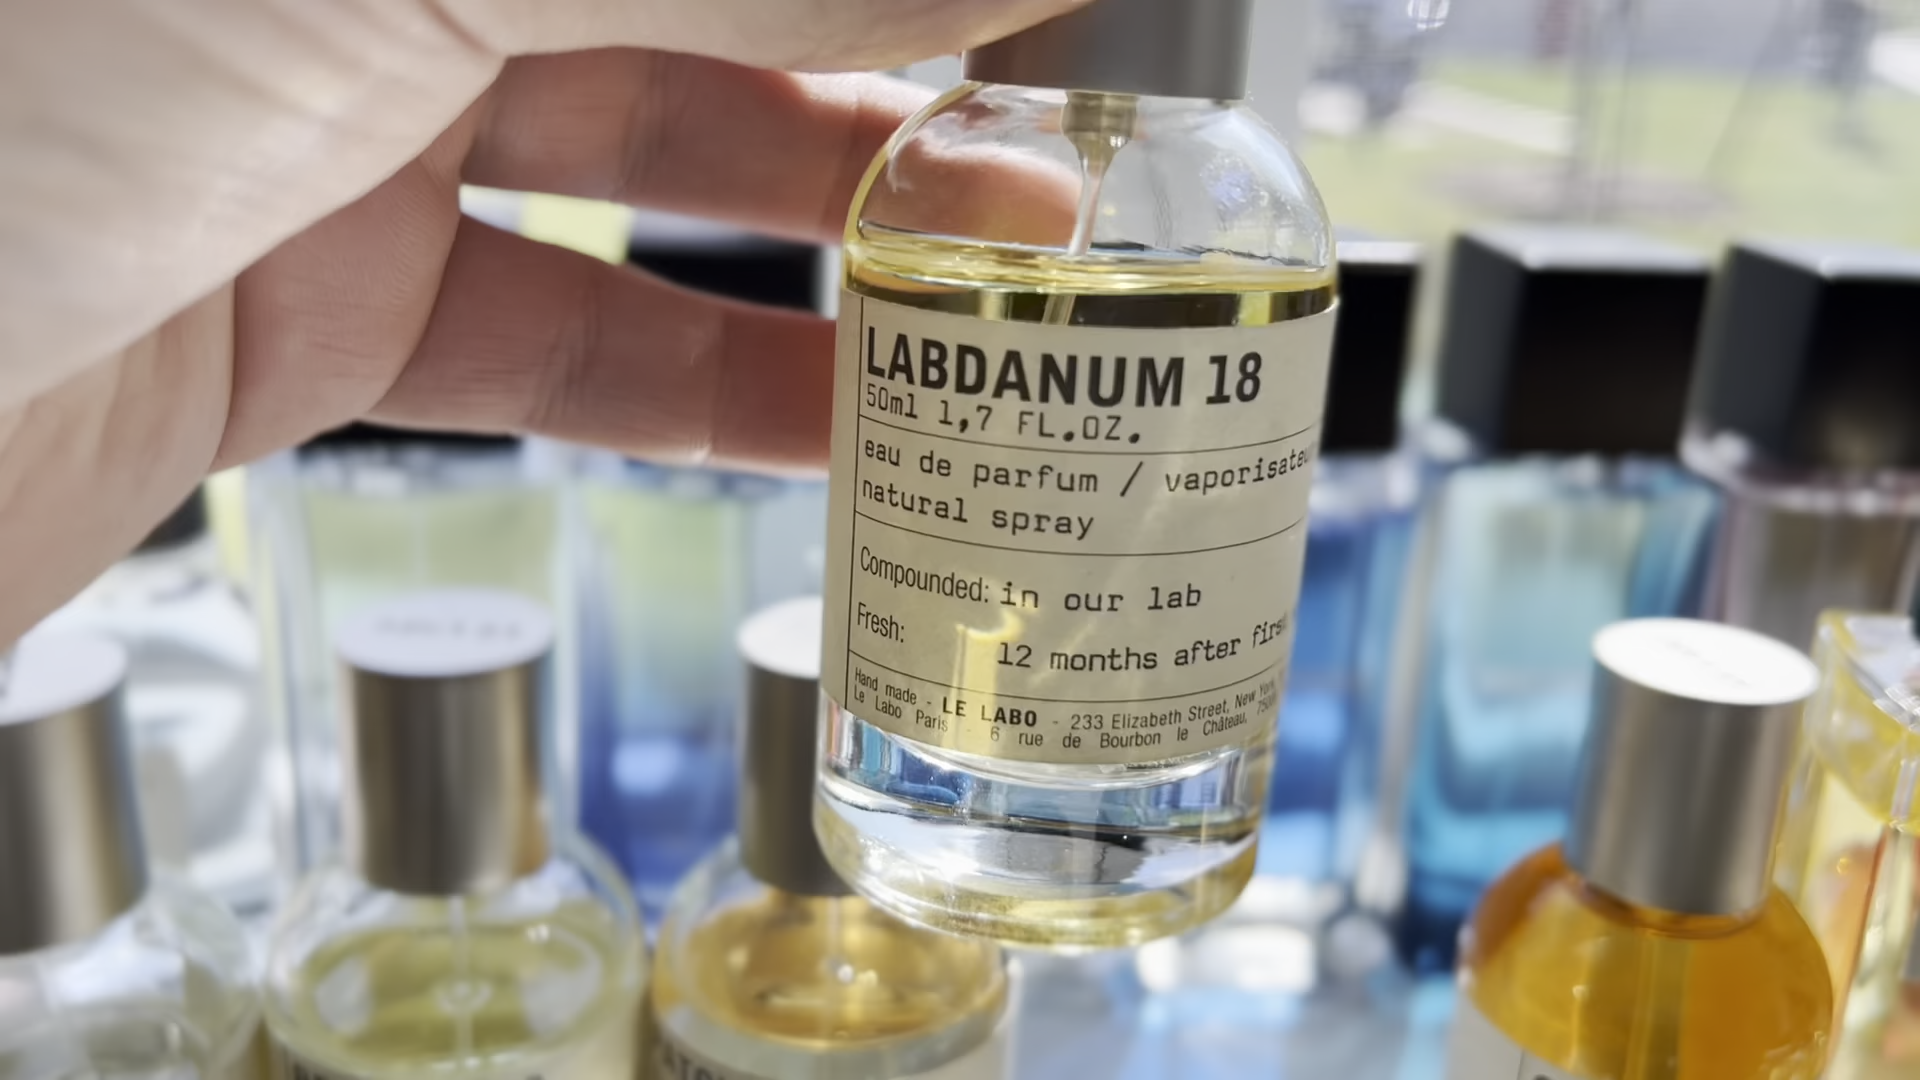 LABDANUM 18
50ml 1,7 FL.OZ.
eau de parfum / vaporisateur
natural spray
Compounded: in our lab
Fresh: 12 months after first
Hand made - LE LABO - 233 Elizabeth Street, New York,
Le Labo Paris - 6 rue de Bourbon le Château,